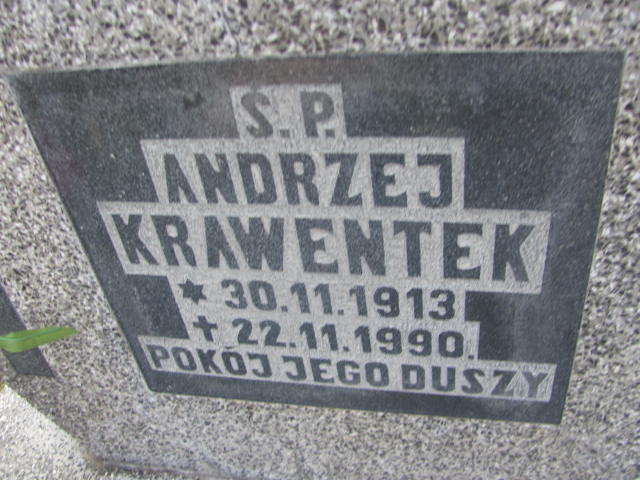 S. P.
ANDRZEJ
KRAWENTEK
* 30.11.1913
† 22.11.1990.
POKÓJ JEGO DUSZY